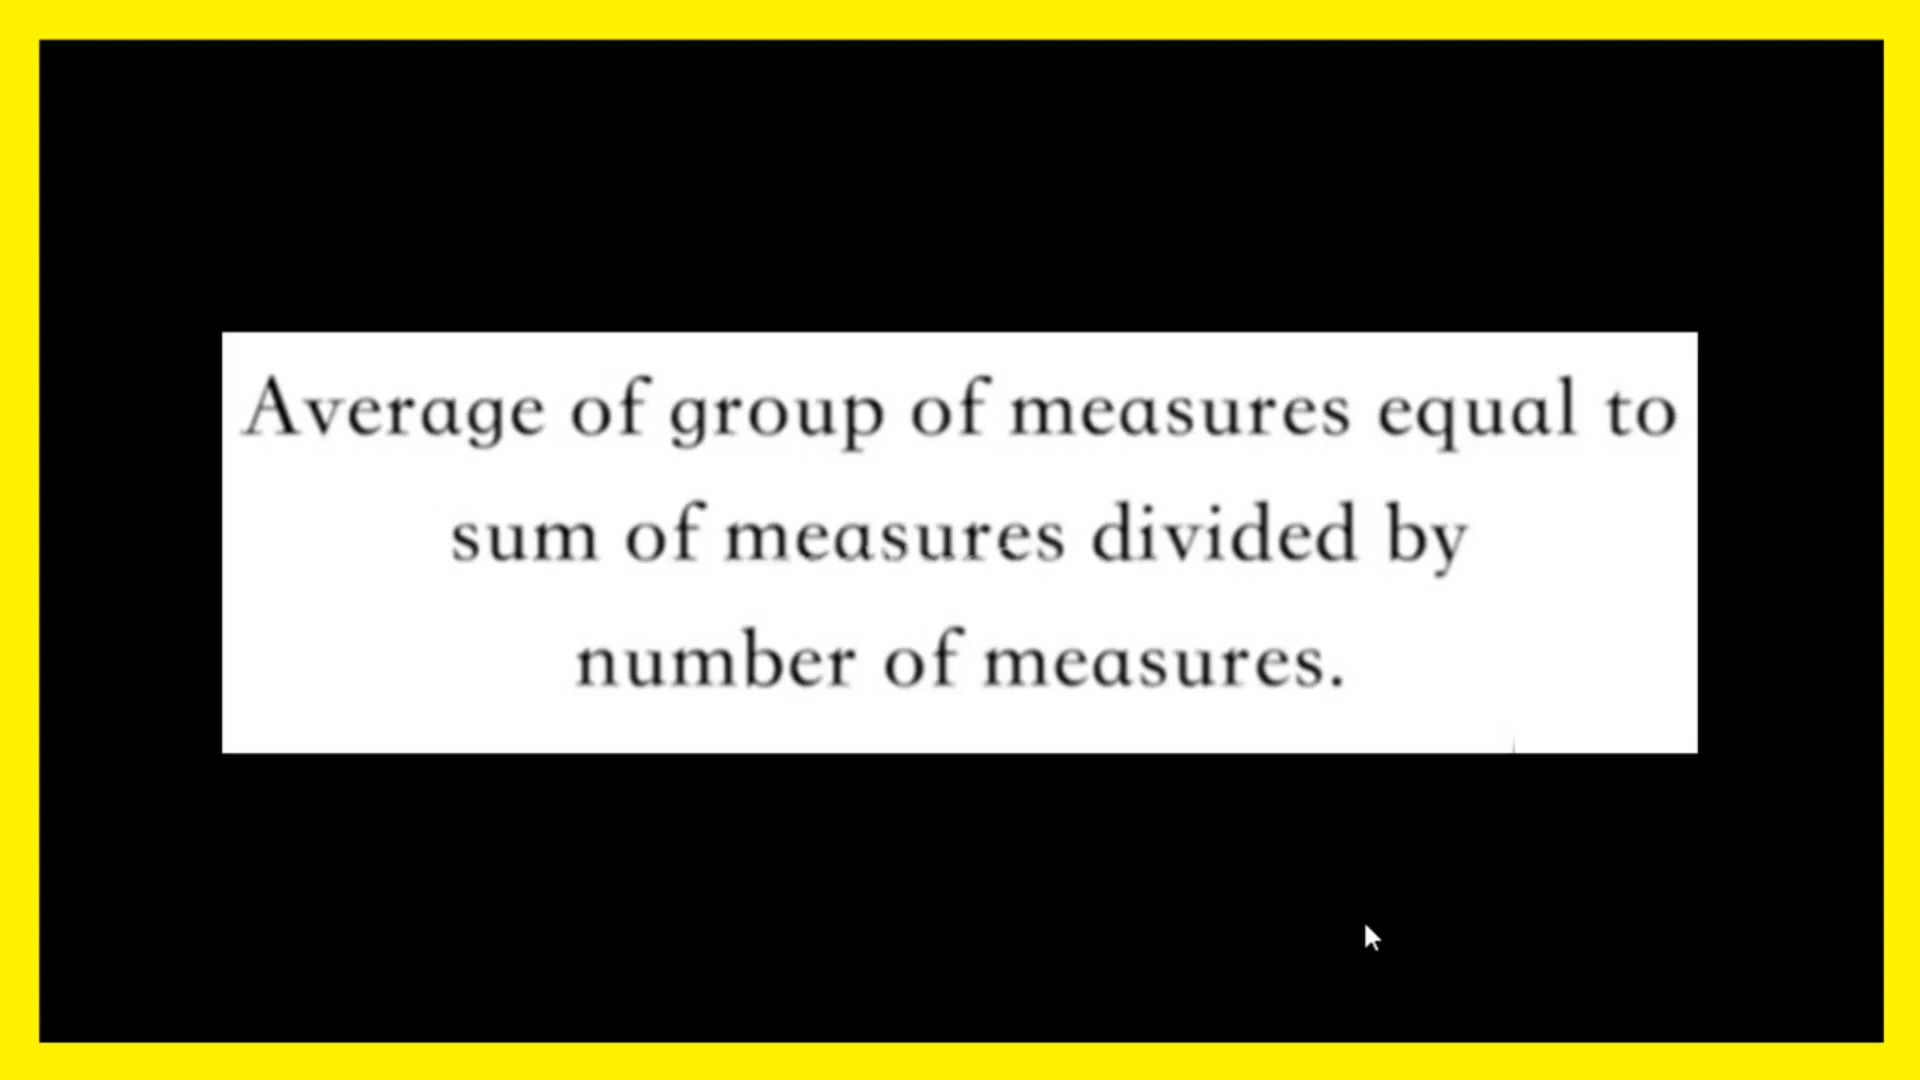 Average of group of measures equal to
sum of measures divided by
number of measures.